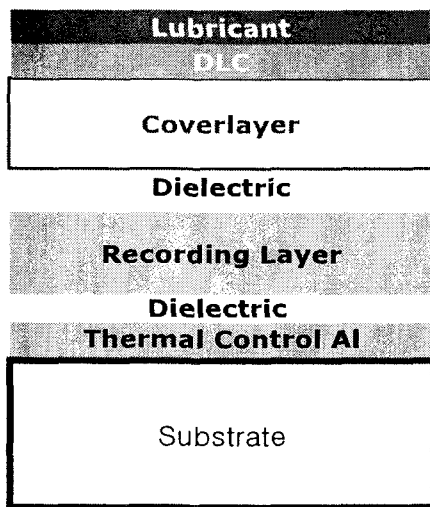 Lubricant
DLC
Coverlayer
Dielectric
Recording Layer
Dielectric
Thermal Control Al
Substrate